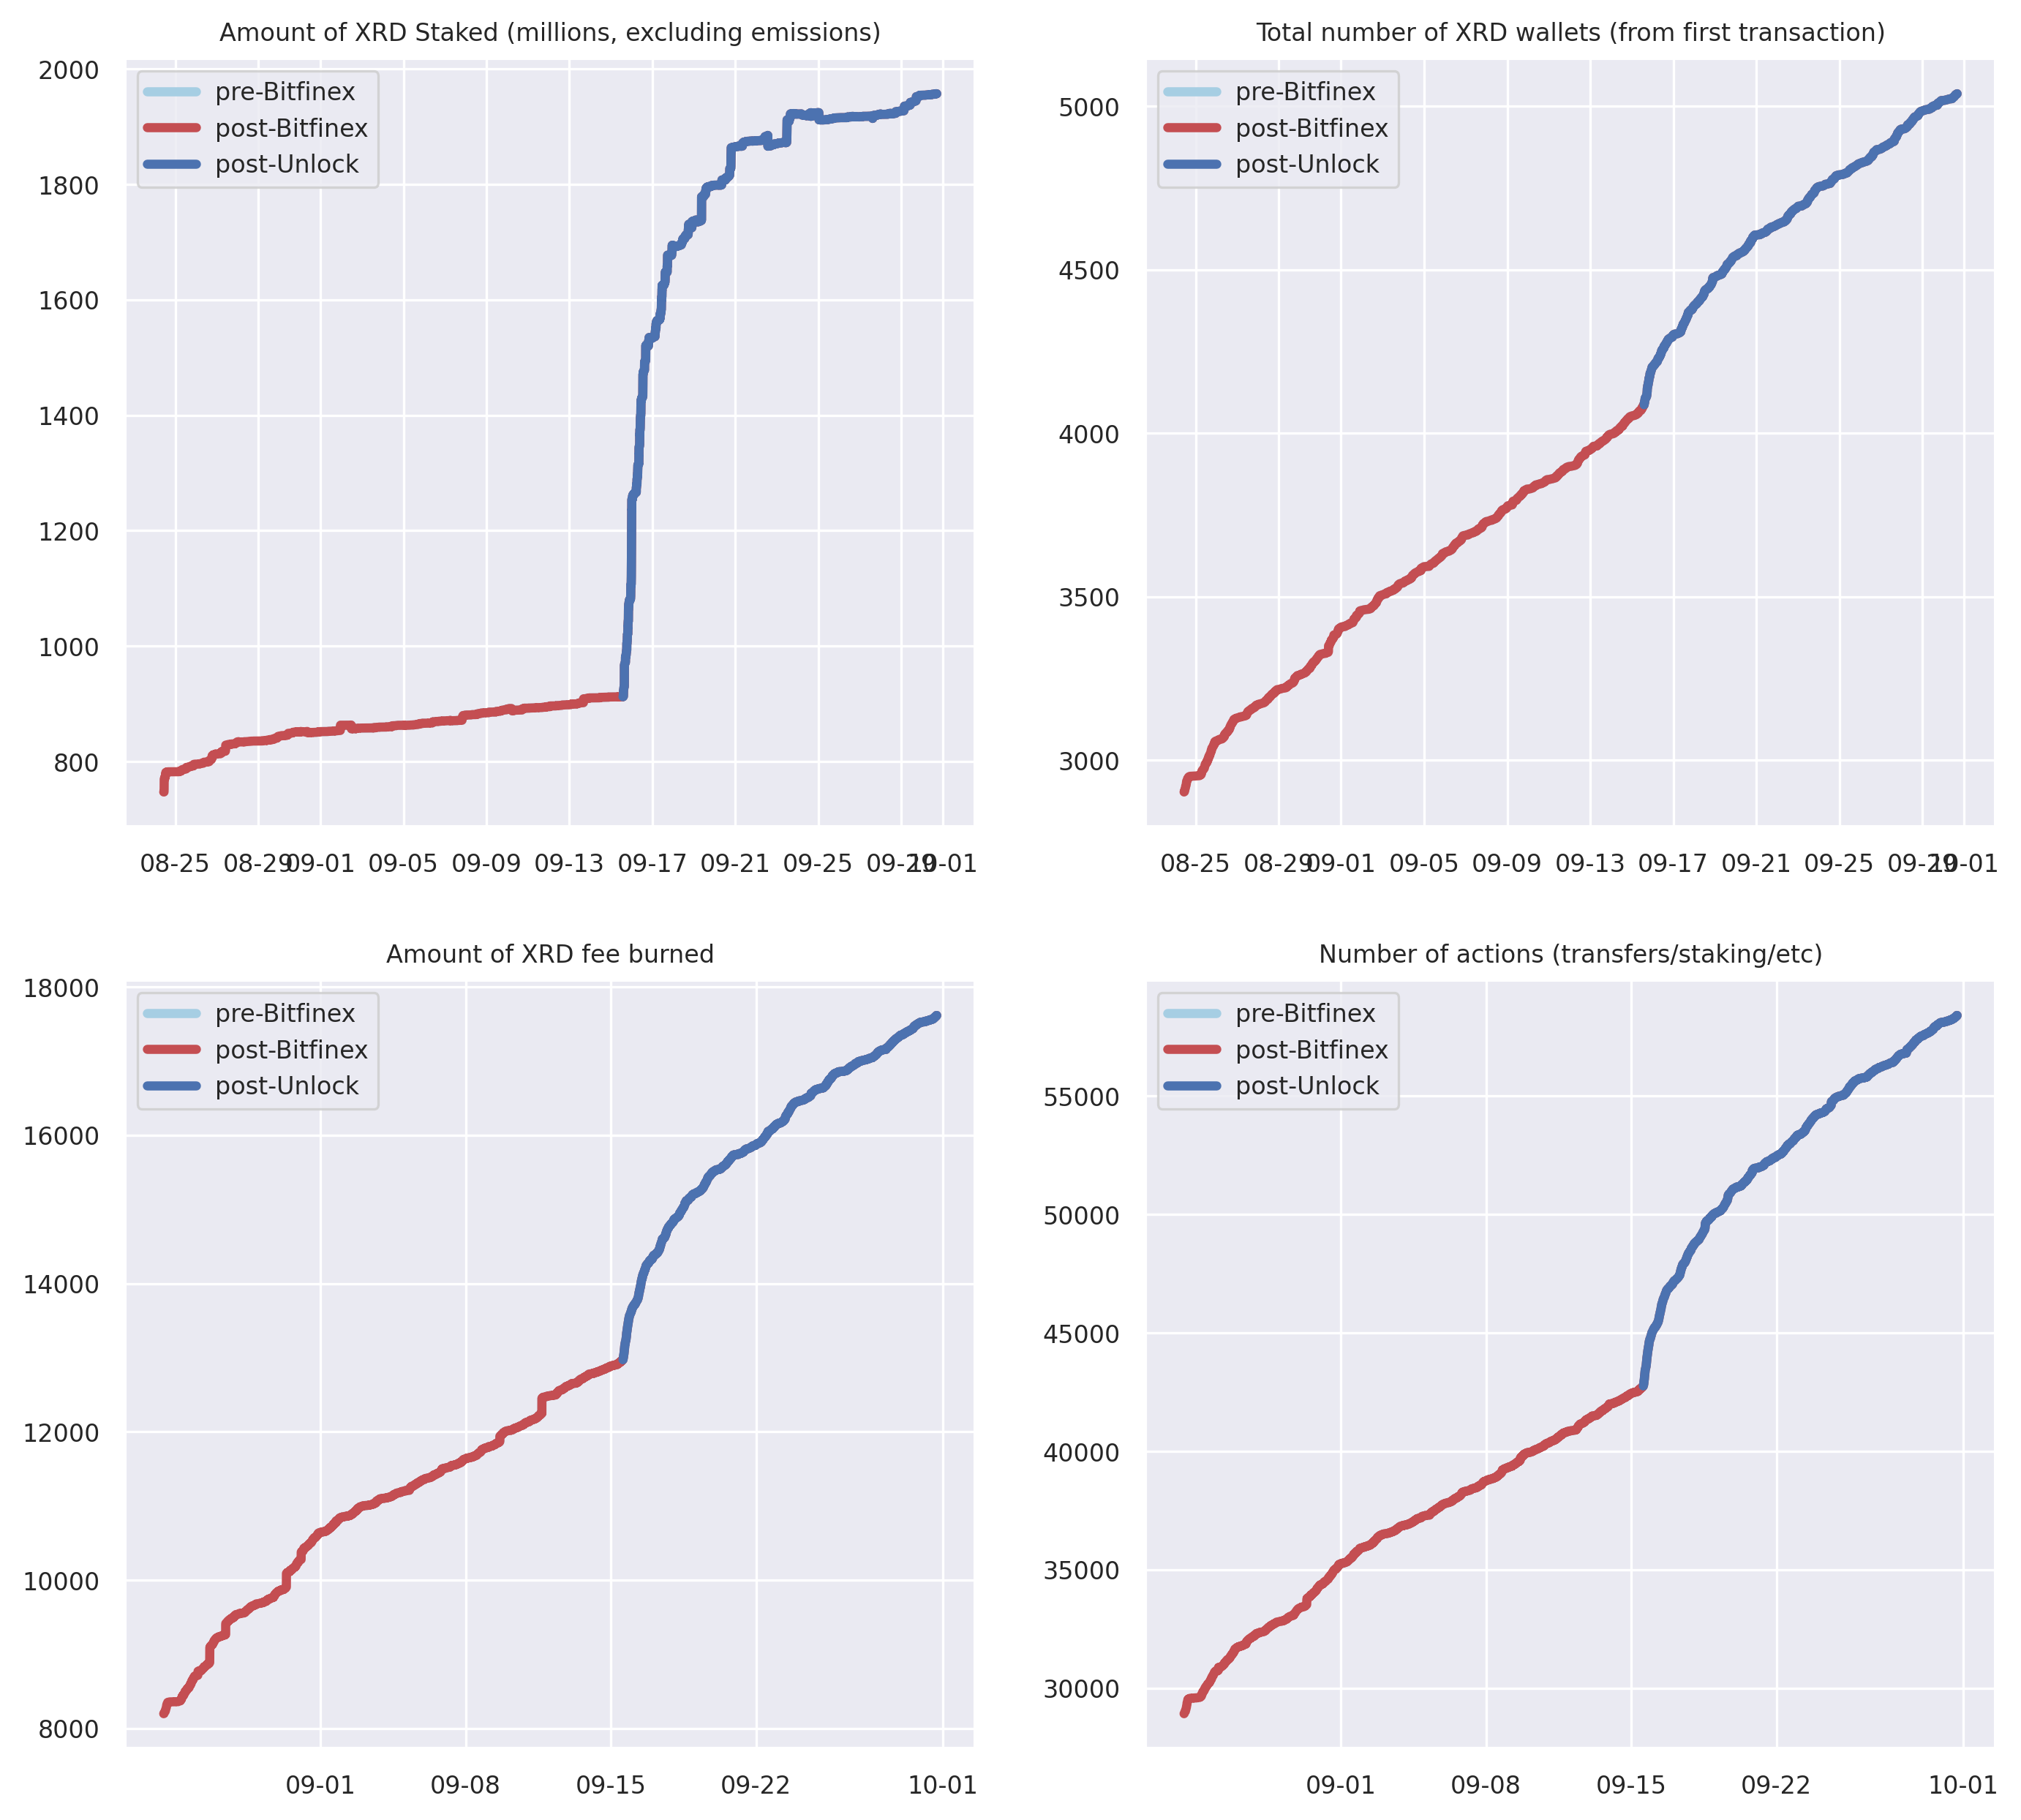 Amount of XRD Staked (millions, excluding emissions)
2000
1800
1600
1400
1200
1000
800
pre-Bitfinex
post-Bitfinex
post-Unlock
08-25 08-29 09-01 09-05 09-09 09-13 09-17 09-21 09-25 09-29 10-01
Total number of XRD wallets (from first transaction)
5000
4500
4000
3500
3000
pre-Bitfinex
post-Bitfinex
post-Unlock
08-25 08-29 09-01 09-05 09-09 09-13 09-17 09-21 09-25 09-29 10-01
Amount of XRD fee burned
18000
16000
14000
12000
10000
8000
pre-Bitfinex
post-Bitfinex
post-Unlock
09-01 09-08 09-15 09-22 10-01
Number of actions (transfers/staking/etc)
55000
50000
45000
40000
35000
30000
pre-Bitfinex
post-Bitfinex
post-Unlock
09-01 09-08 09-15 09-22 10-01